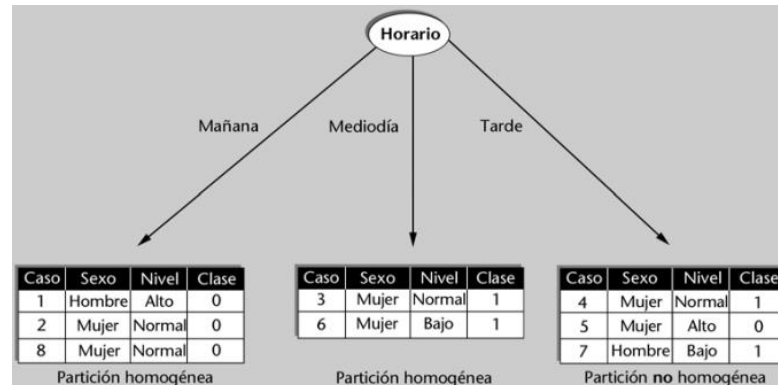 Horario
Mañana Mediodía Tarde
Caso Sexo Nivel Clase
1 Hombre Alto 0
2 Mujer Normal 0
8 Mujer Normal 0
Partición homogénea
Caso Sexo Nivel Clase
3 Mujer Normal 1
6 Mujer Bajo 1
Partición homogénea
Caso Sexo Nivel Clase
4 Mujer Normal 1
5 Mujer Alto 0
7 Hombre Bajo 1
Partición no homogénea